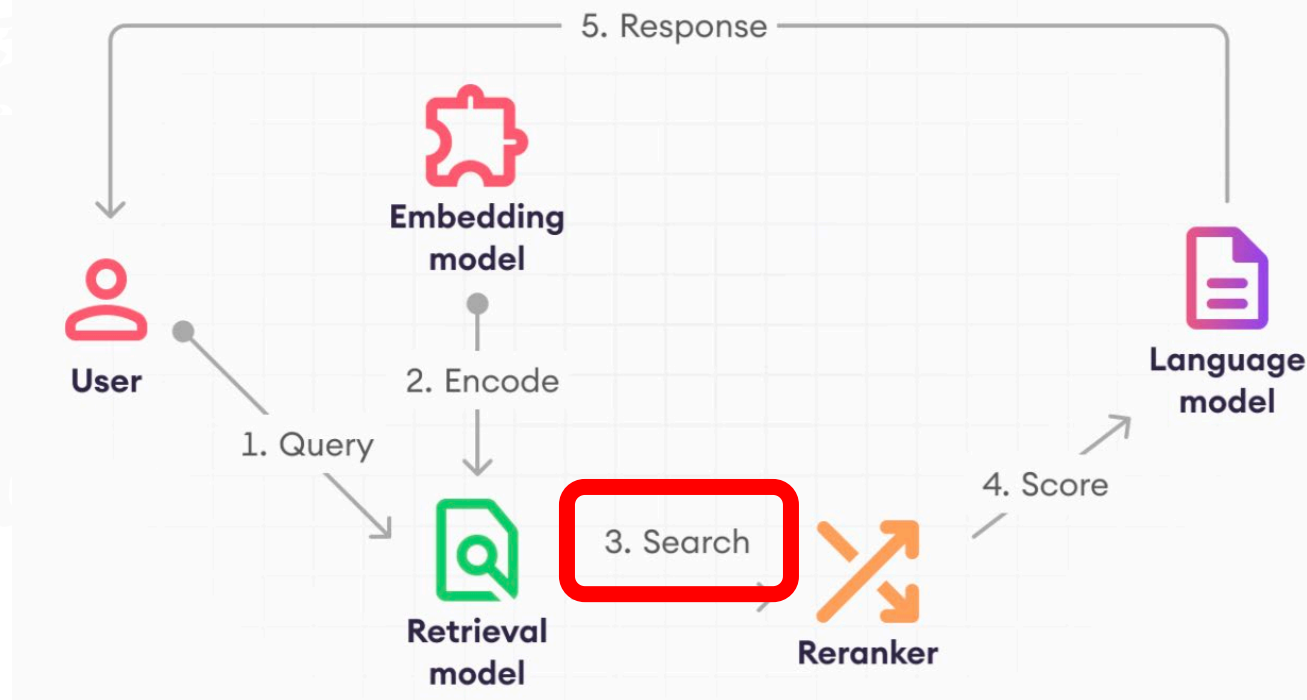 5. Response
Embedding
model
User
2. Encode
Language
model
1. Query
4. Score
3. Search
Retrieval
model
Reranker